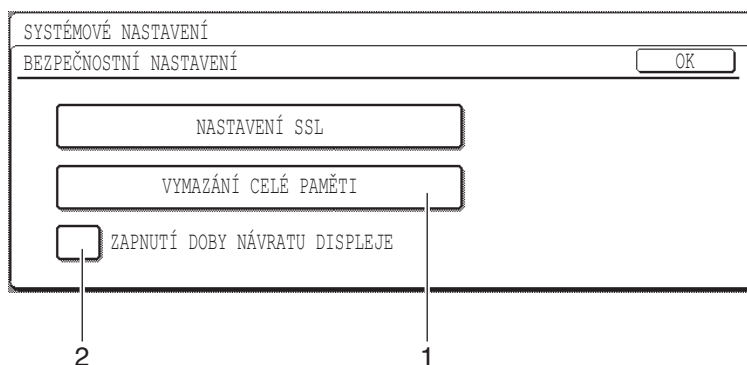 SYSTÉMOVÉ NASTAVENÍ
BEZPEČNOSTNÍ NASTAVENÍ OK
NASTAVENÍ SSL
VYMAZÁNÍ CELÉ PAMĚTI
ZAPNUTÍ DOBY NÁVRATU DISPLEJE
2 1